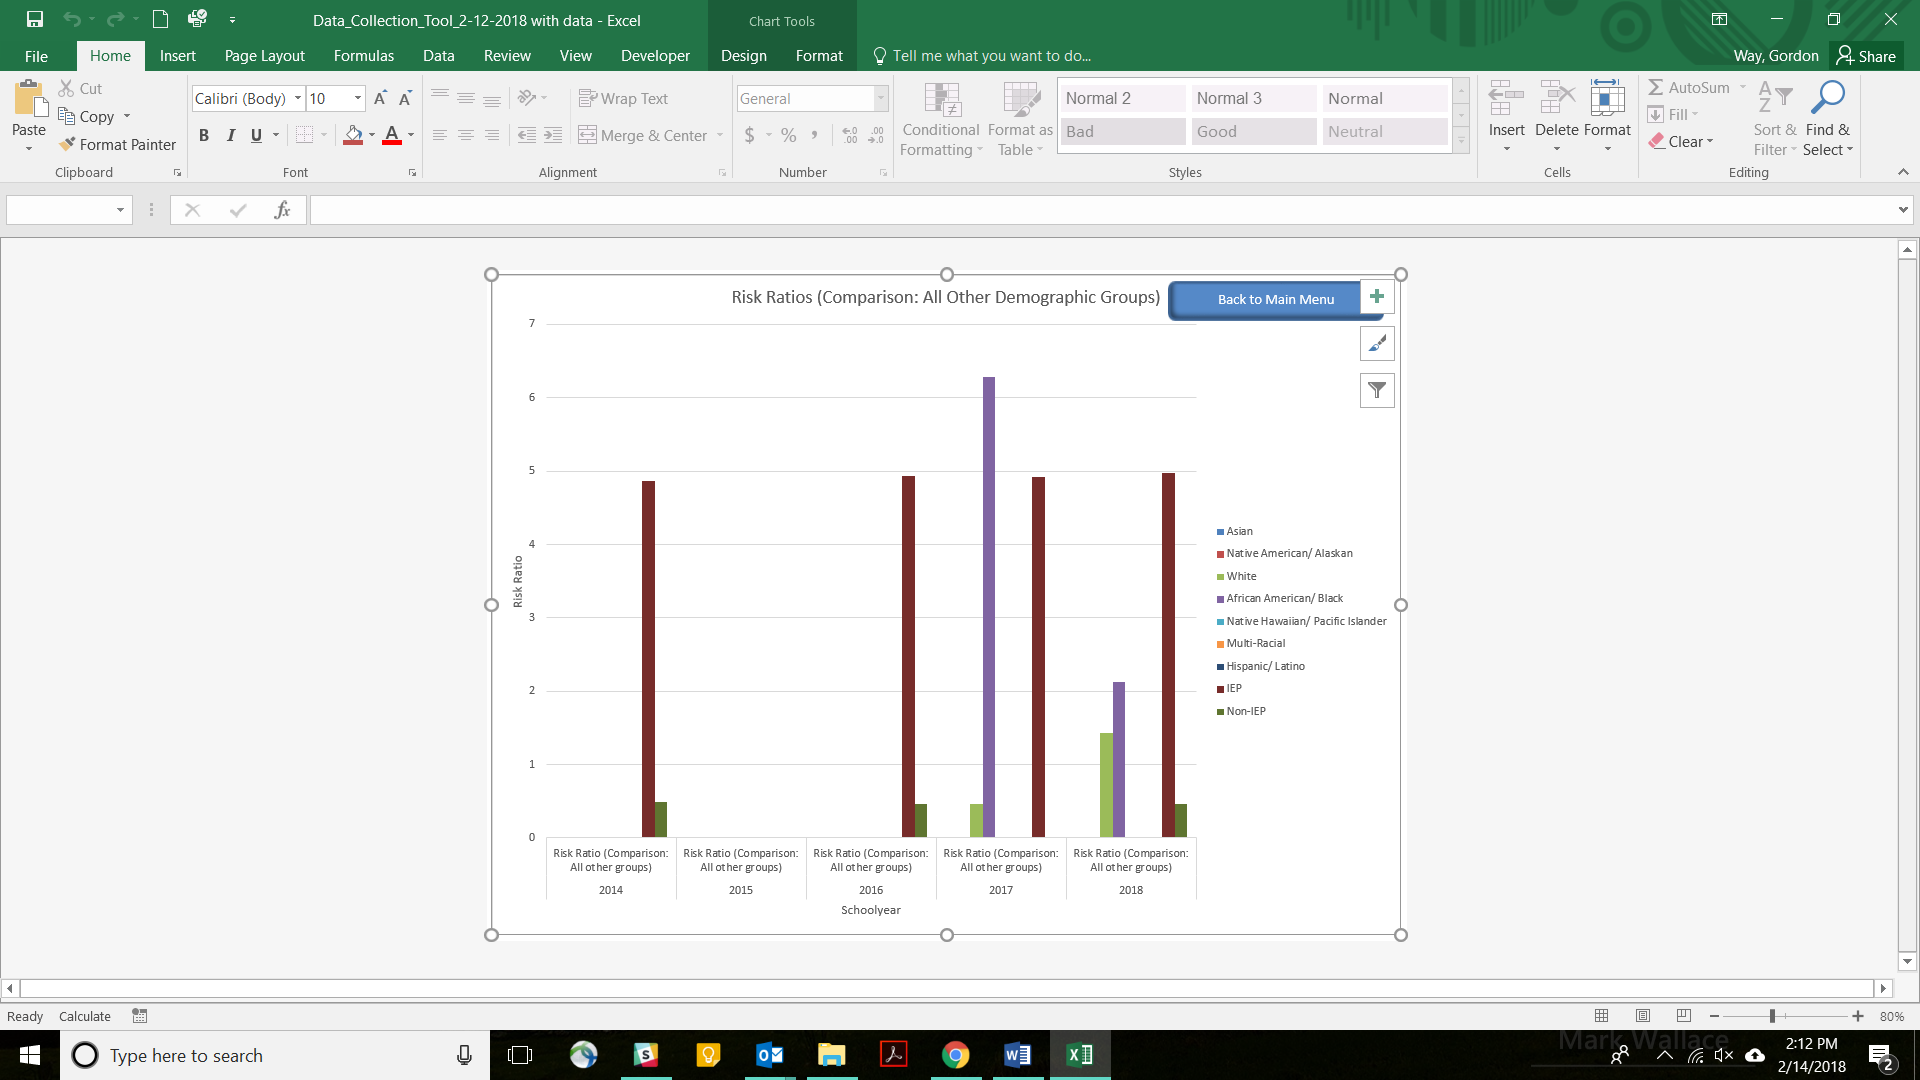 Data_Collection_Tool_2-12-2018 with data - Excel
Chart Tools
File Home Insert Page Layout Formulas Data Review View Developer Design Format Tell me what you want to do... Way, Gordon Share
Paste
Cut
Copy
Format Painter
Clipboard
Calibri (Body) 10
B I U
Font
Wrap Text
Merge & Center
Alignment
General
$ % ,
Number
Conditional Formatting
Format as Table
Normal 2 Normal 3 Normal
Bad Good Neutral
Styles
Insert Delete Format
Cells
AutoSum
Fill
Clear
Sort & Filter
Find & Select
Editing
fx
Risk Ratios (Comparison: All Other Demographic Groups)
Back to Main Menu
7
6
5
4
3
2
1
0
Risk Ratio
Risk Ratio (Comparison: Risk Ratio (Comparison: Risk Ratio (Comparison: Risk Ratio (Comparison: Risk Ratio (Comparison:
All other groups) All other groups) All other groups) All other groups) All other groups)
2014 2015 2016 2017 2018
Schoolyear
Asian
Native American/ Alaskan
White
African American/ Black
Native Hawaiian/ Pacific Islander
Multi-Racial
Hispanic/ Latino
IEP
Non-IEP
Ready Calculate
80%
Type here to search
Mark Wallace
2:12 PM
2/14/2018
2